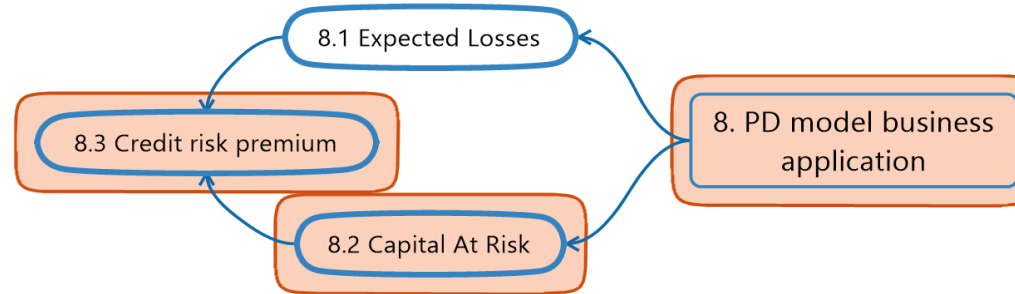 8.1 Expected Losses
8. PD model business
application
8.3 Credit risk premium
8.2 Capital At Risk